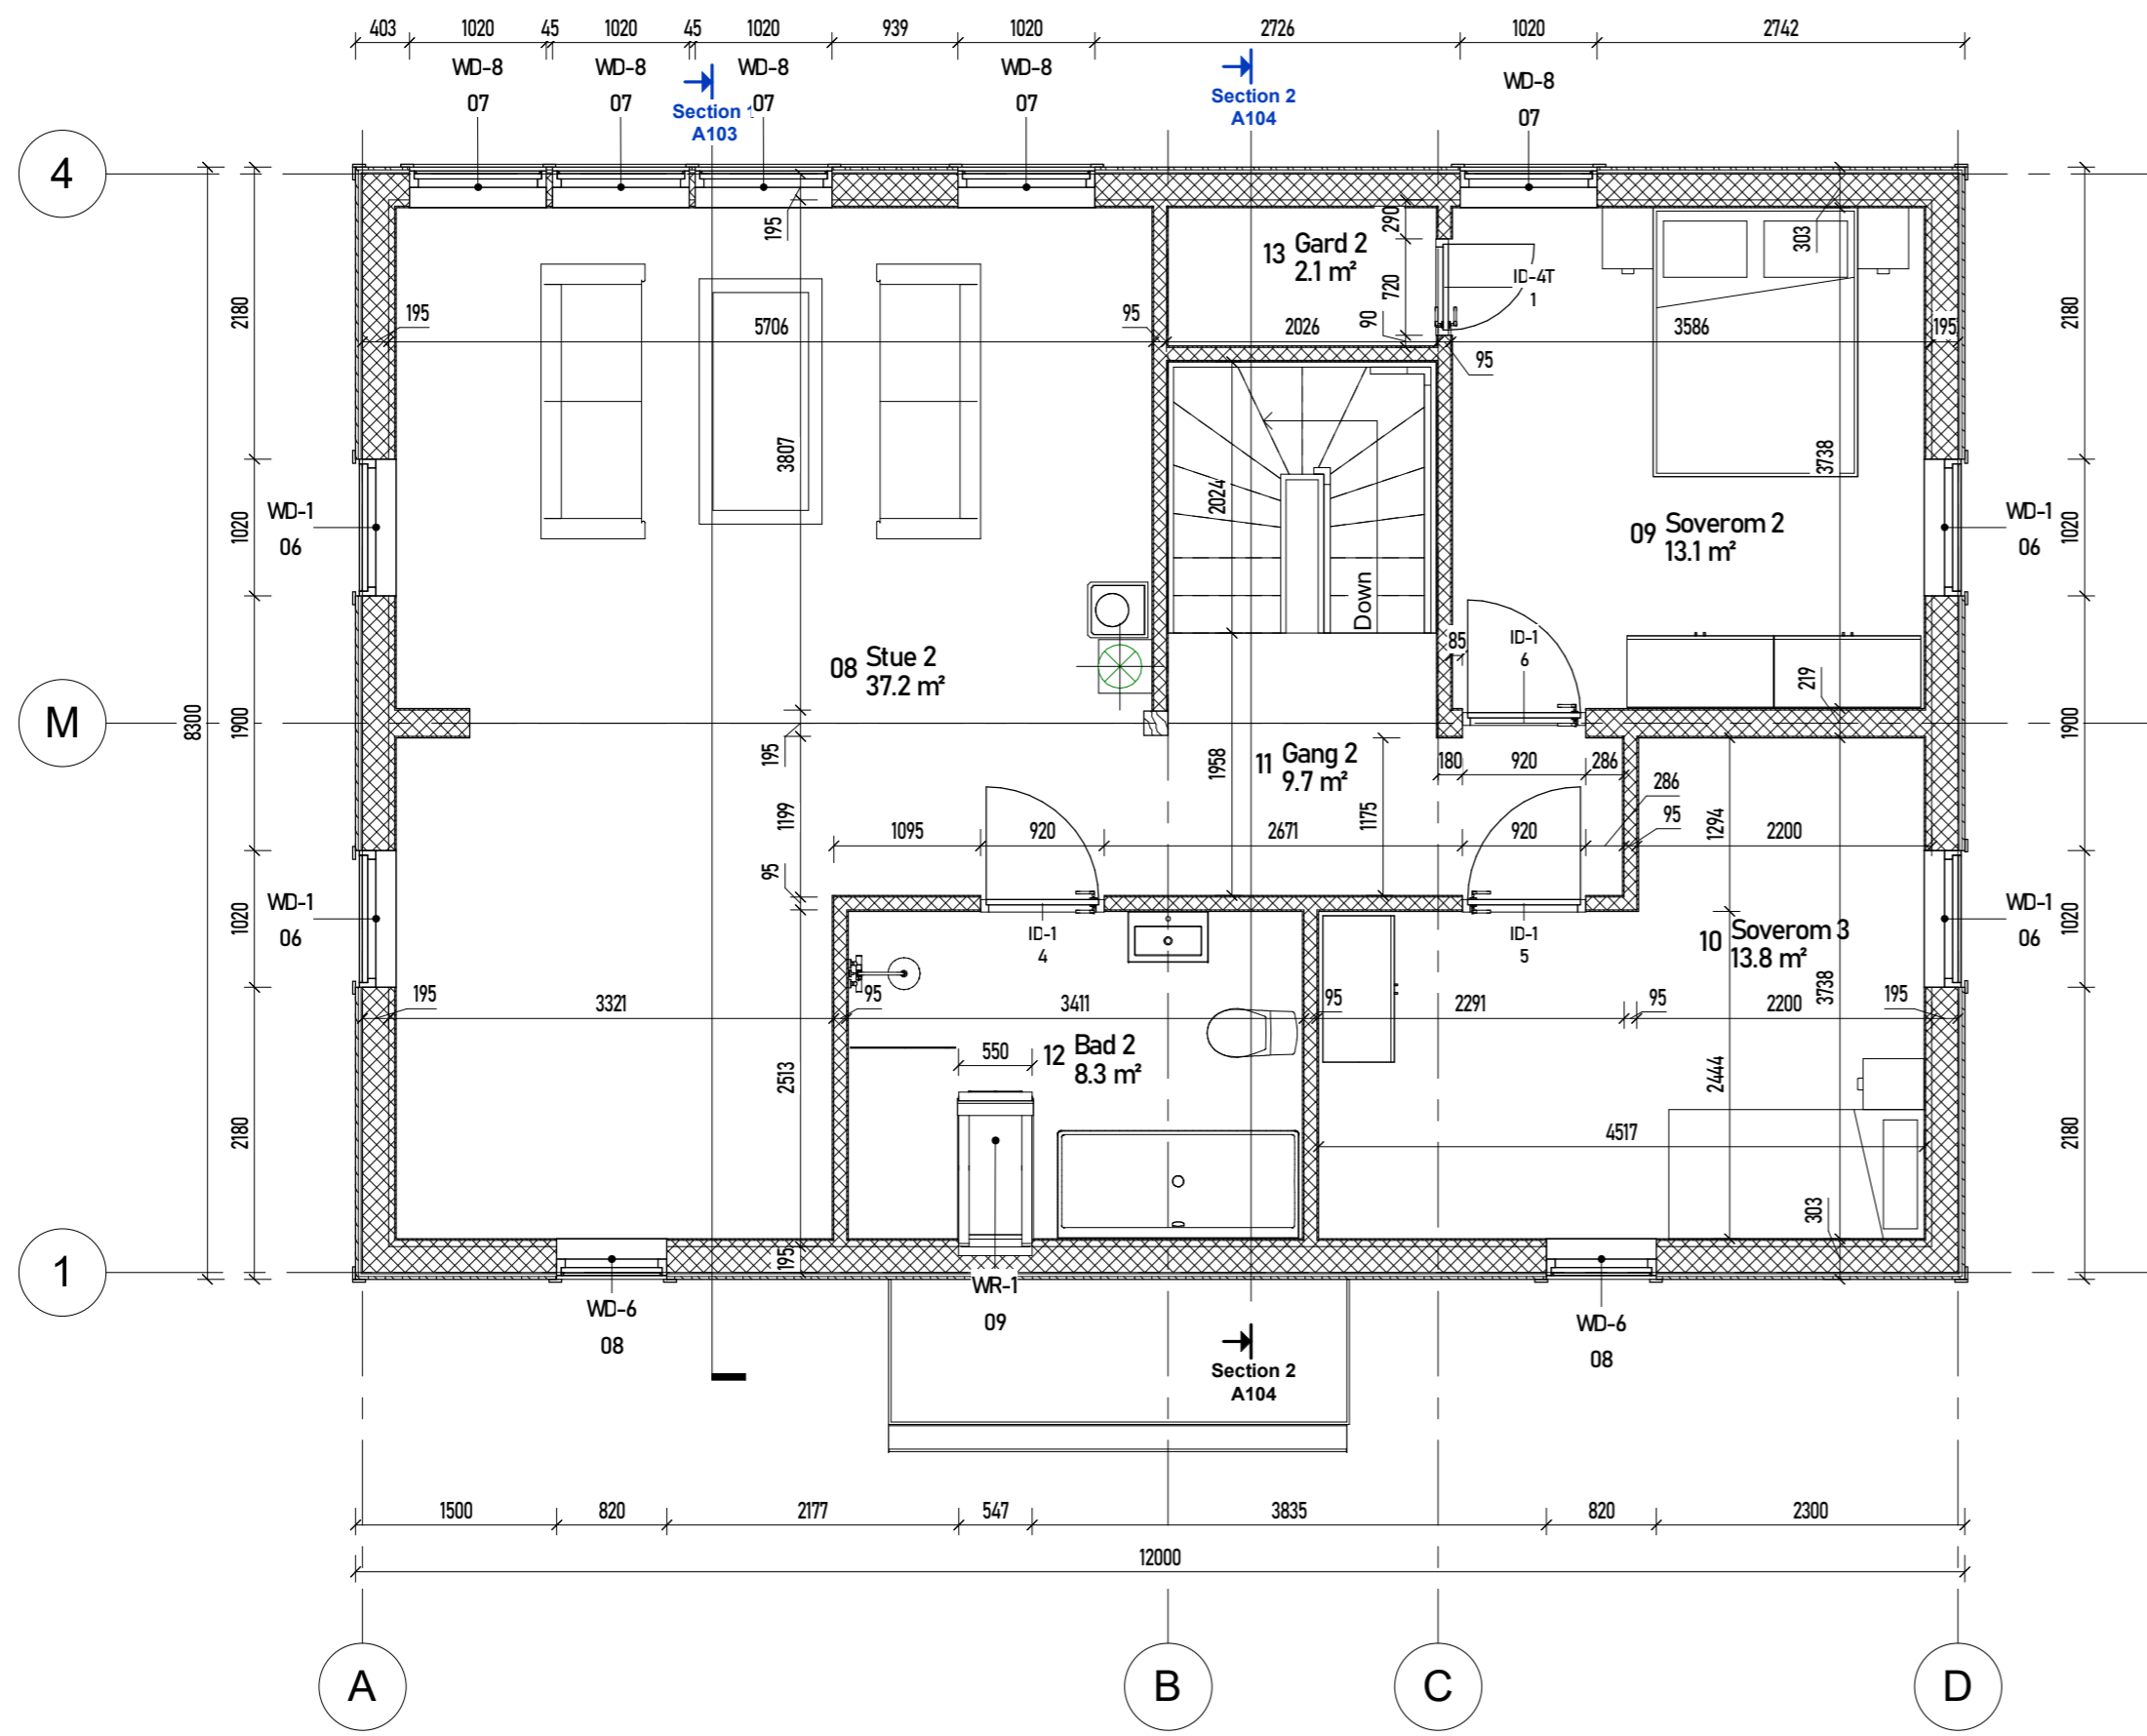 403 1020 45 1020 45 1020 939 1020 2726 1020 2742
WD-8 WD-8 WD-8 WD-8 WD-8
07 07 07 07 07
Section 1
A103
Section 2
A104
4
195
290
303
13 Gard 2
2.1 m²
720
ID-4T
1
90
2180
2180
195 5706 95 2026 3586 195
95
3807
2024
3738
WD-1
06
1020
09 Soverom 2
13.1 m²
WD-1
06
1020
Down
85
ID-1
6
08 Stue 2
37.2 m²
219
M
8300
1900
1900
195
1958
11 Gang 2
9.7 m²
180 920 286
1175
286
95
1199
1095 920 2671 920 2200
1294
95
WD-1
06
1020
ID-1
4
ID-1
5
10 Soverom 3
13.8 m²
WD-1
06
1020
195 3321 95 3411 95 2291 95 2200 195
3738
550
12 Bad 2
8.3 m²
2513
2444
2180
2180
4517
303
195
1
WD-6
08
WR-1
09
WD-6
08
Section 2
A104
1500 820 2177 547 3835 820 2300
12000
A B C D